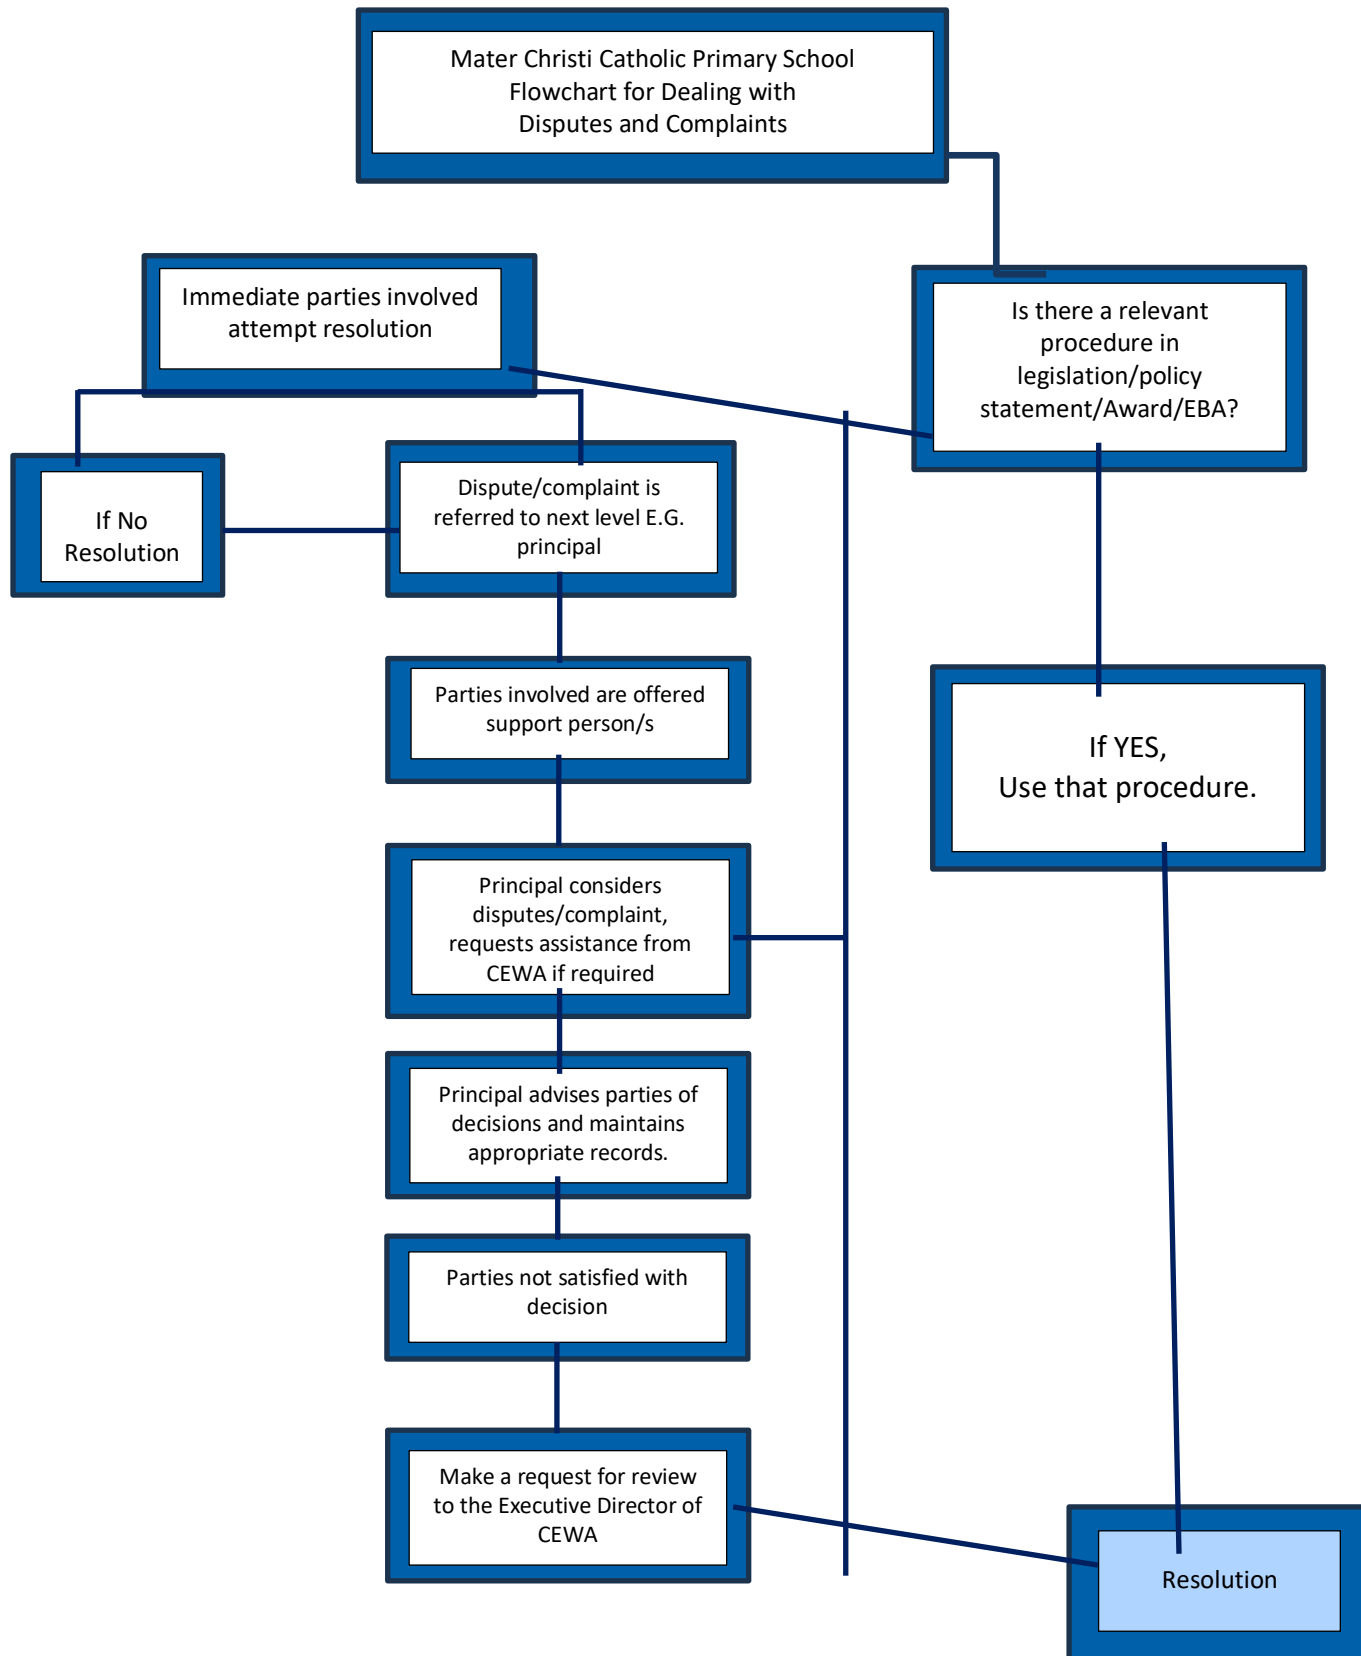 Mater Christi Catholic Primary School
Flowchart for Dealing with
Disputes and Complaints
Immediate parties involved
attempt resolution
Is there a relevant
procedure in
legislation/policy
statement/Award/EBA?
If No
Resolution
Dispute/complaint is
referred to next level E.G.
principal
Parties involved are offered
support person/s
If YES,
Use that procedure.
Principal considers
disputes/complaint,
requests assistance from
CEWA if required
Principal advises parties of
decisions and maintains
appropriate records.
Parties not satisfied with
decision
Make a request for review
to the Executive Director of
CEWA
Resolution